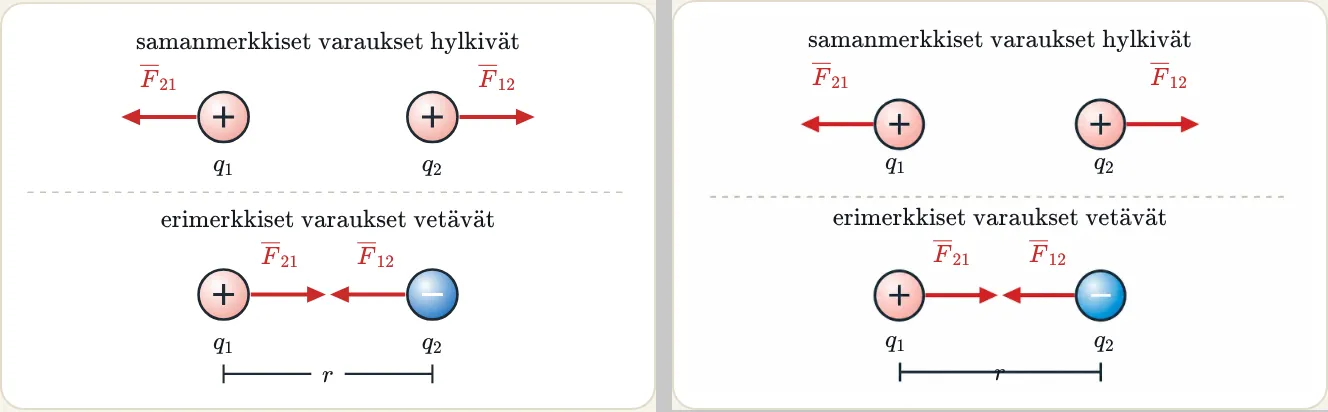 samanmerkkiset varaukset hylkivät
F̅₂₁ F̅₁₂
+ +
q₁ q₂
erimerkkiset varaukset vetävät
F̅₂₁ F̅₁₂
+ −
q₁ q₂
r
samanmerkkiset varaukset hylkivät
F̅₂₁ F̅₁₂
+ +
q₁ q₂
erimerkkiset varaukset vetävät
F̅₂₁ F̅₁₂
+ −
q₁ q₂
r